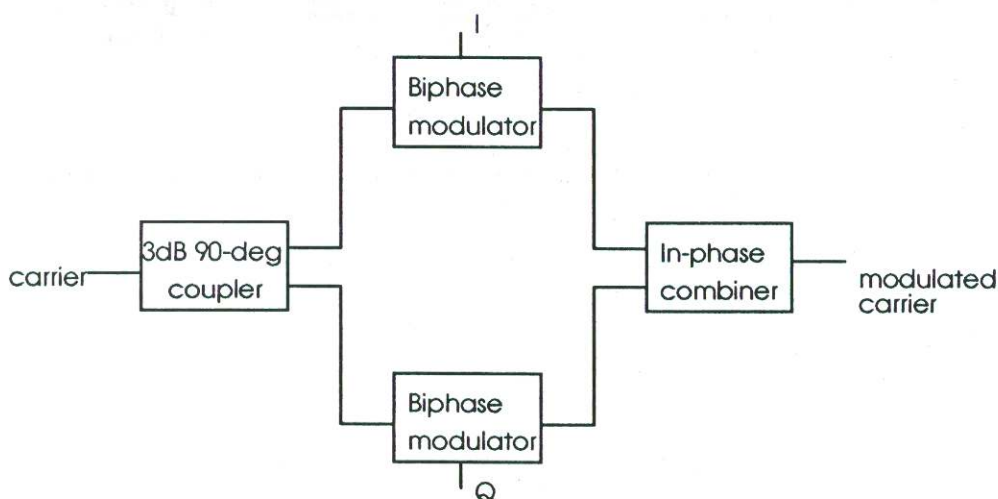 I
Biphase
modulator
3dB 90-deg
coupler
carrier
In-phase
combiner
modulated
carrier
Biphase
modulator
Q